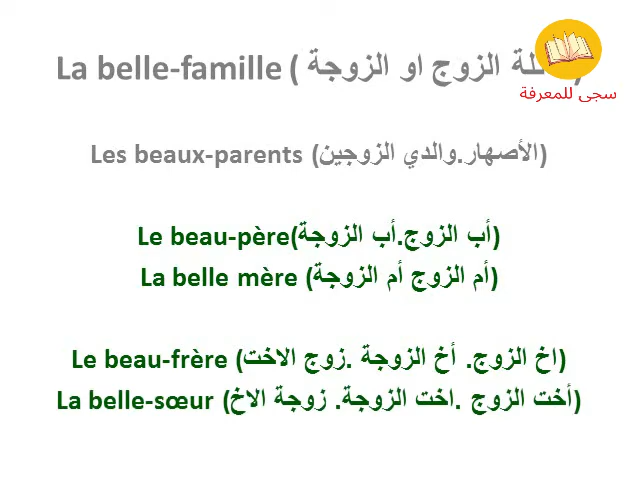 La belle-famille ( الزوج او الزوجة )
سجى للمعرفة
Les beaux-parents (الأصهار.والدي الزوجين)
Le beau-père(أب الزوج.أب الزوجة)
La belle mère (أم الزوج أم الزوجة)
Le beau-frère (اخ الزوج. أخ الزوجة .زوج الاخت)
La belle-sœur (أخت الزوج .اخت الزوجة. زوجة الاخ)